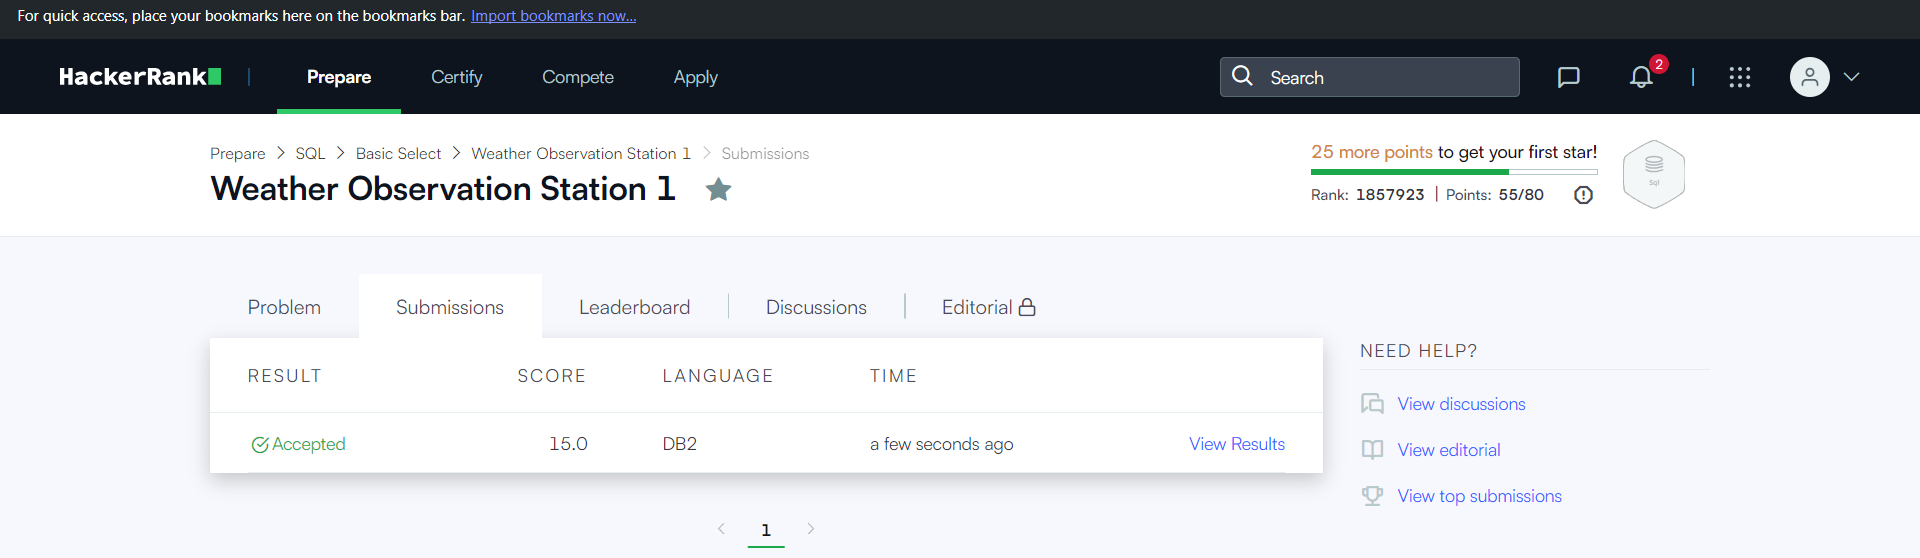 For quick access, place your bookmarks here on the bookmarks bar. Import bookmarks now...
HackerRank | Prepare Certify Compete Apply Search 2 |
Prepare > SQL > Basic Select > Weather Observation Station 1 > Submissions
Weather Observation Station 1
25 more points to get your first star!
Rank: 1857923 | Points: 55/80
Sql
Problem Submissions Leaderboard Discussions Editorial
RESULT SCORE LANGUAGE TIME
Accepted 15.0 DB2 a few seconds ago View Results
1
NEED HELP?
View discussions
View editorial
View top submissions